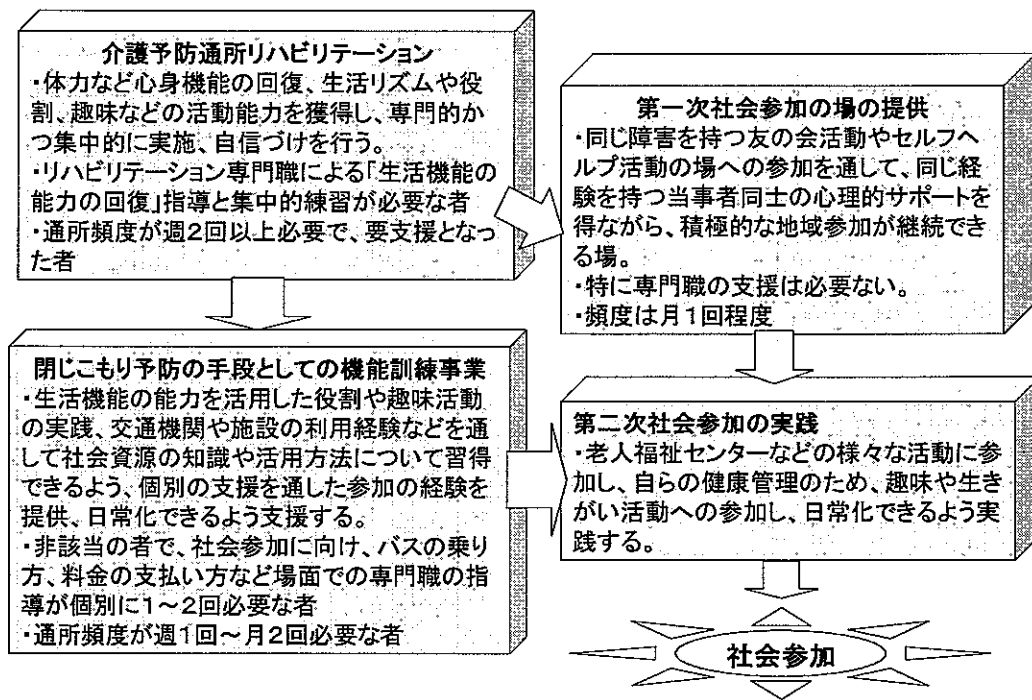 介護予防通所リハビリテーション
・体力など心身機能の回復、生活リズムや役
割、趣味などの活動能力を獲得し、専門的か
つ集中的に実施、自信づけを行う。
・リハビリテーション専門職による「生活機能の
能力の回復」指導と集中的練習が必要な者
・通所頻度が週2回以上必要で、要支援となっ
た者
第一次社会参加の場の提供
・同じ障害を持つ友の会活動やセルフヘ
ルプ活動の場への参加を通して、同じ経
験を持つ当事者同士の心理的サポートを
得ながら、積極的な地域参加が継続でき
る場。
・特に専門職の支援は必要ない。
・頻度は月1回程度
閉じこもり予防の手段としての機能訓練事業
・生活機能の能力を活用した役割や趣味活動
の実践、交通機関や施設の利用経験などを通
して社会資源の知識や活用方法について習得
できるよう、個別の支援を通した参加の経験を
提供、日常化できるよう支援する。
・非該当の者で、社会参加に向け、バスの乗り
方、料金の支払い方など場面での専門職の指
導が個別に1～2回必要な者
・通所頻度が週1回～月2回必要な者
第二次社会参加の実践
・老人福祉センターなどの様々な活動に参
加し、自らの健康管理のため、趣味や生き
がい活動への参加し、日常化できるよう実
践する。
社会参加